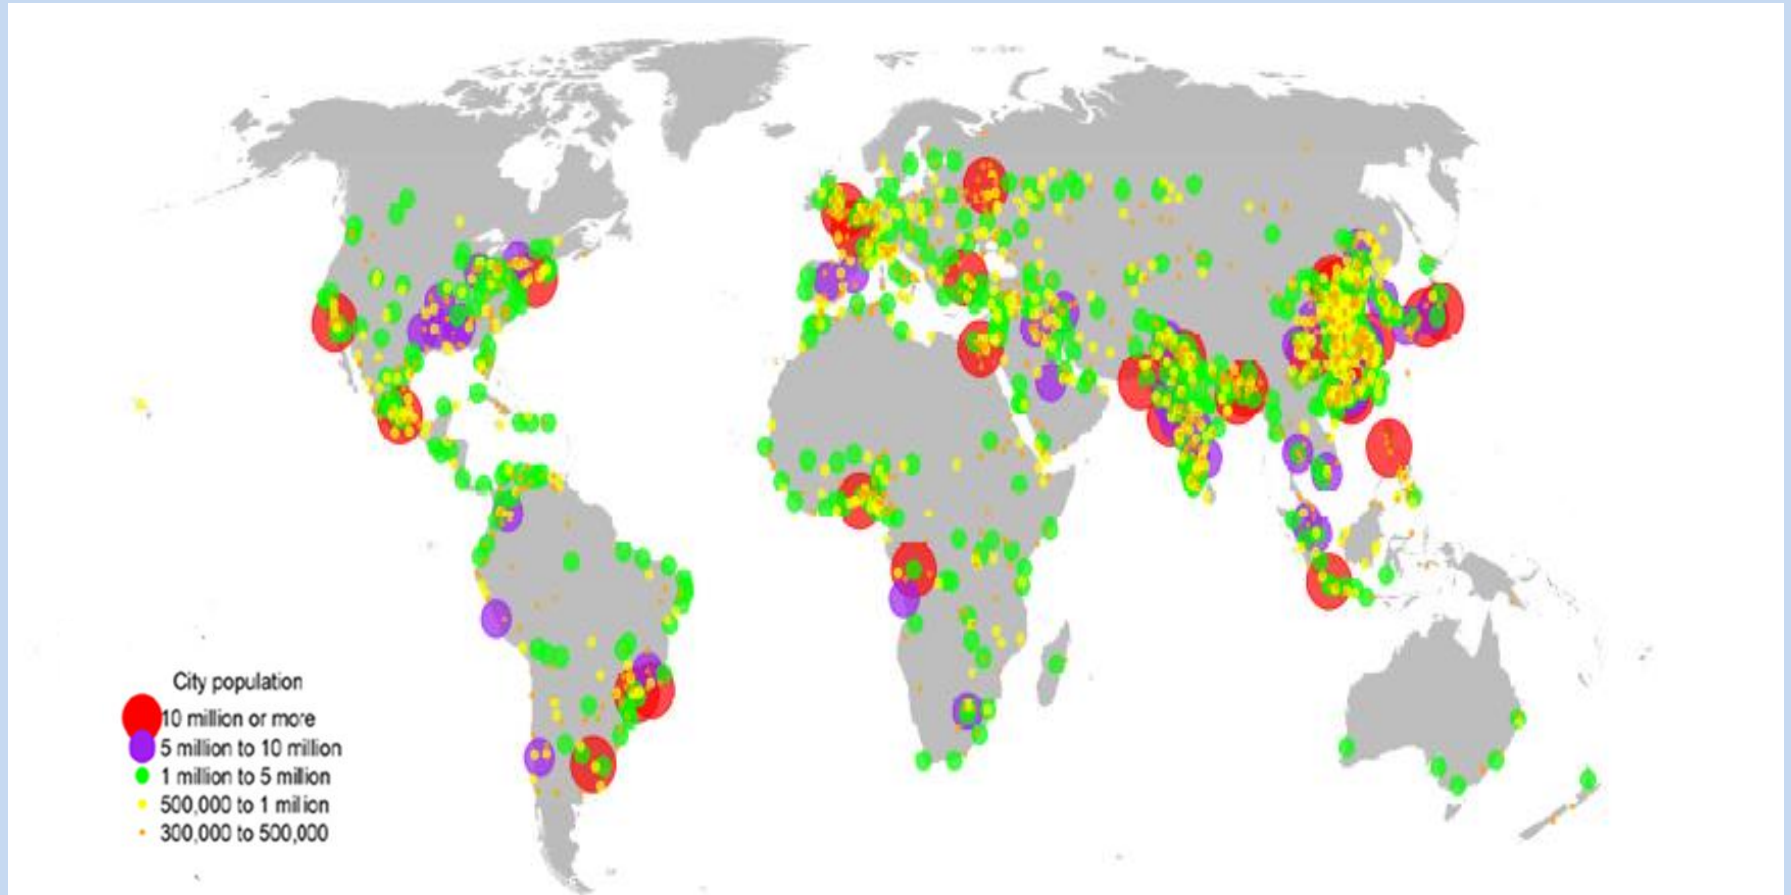 City population
10 million or more
5 million to 10 million
1 million to 5 million
500,000 to 1 million
300,000 to 500,000